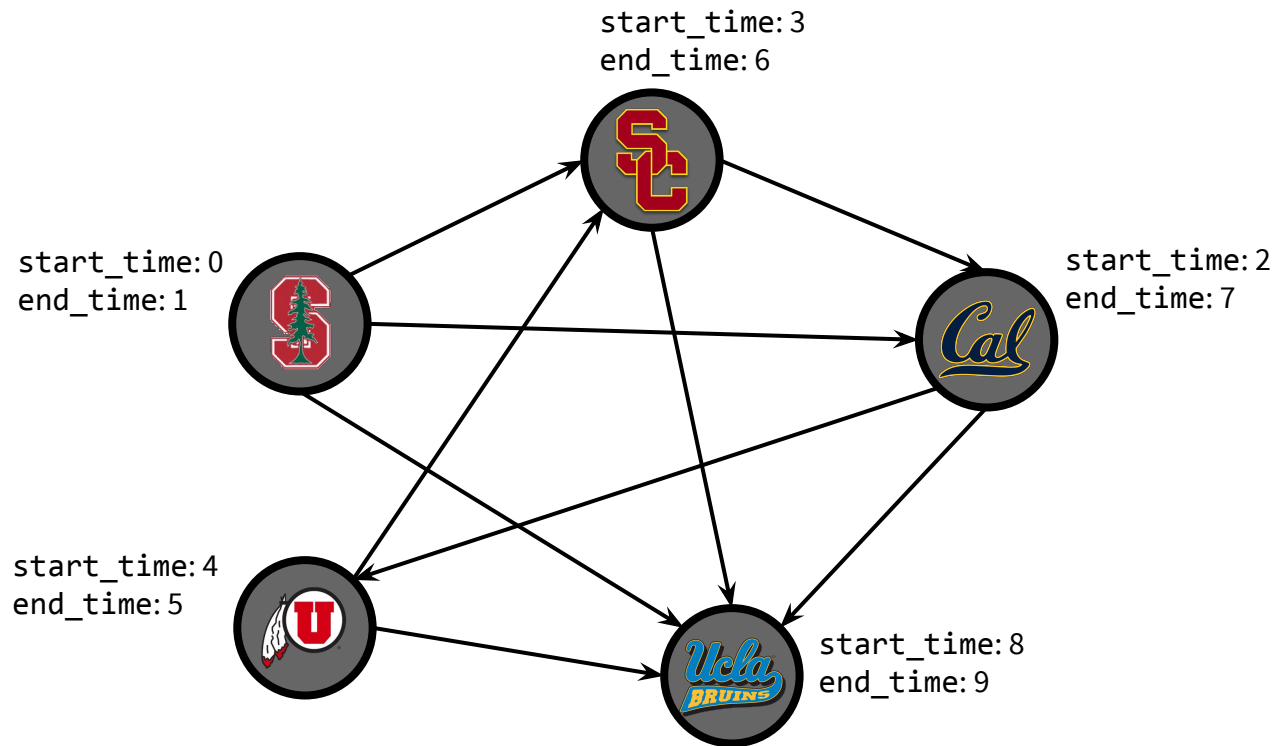 start_time: 3
end_time: 6
SC
start_time: 0
end_time: 1
S
start_time: 2
end_time: 7
Cal
start_time: 4
end_time: 5
U
Ucla
BRUINS
start_time: 8
end_time: 9